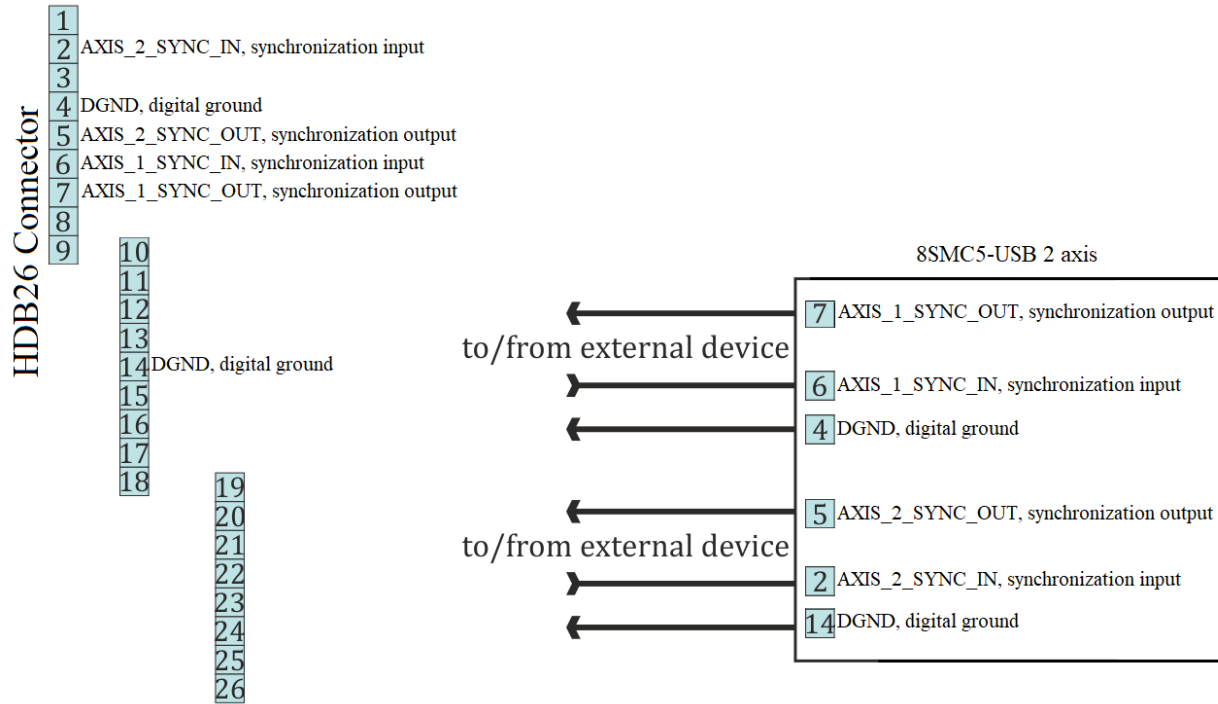 HDB26 Connector
1
2 AXIS_2_SYNC_IN, synchronization input
3
4 DGND, digital ground
5 AXIS_2_SYNC_OUT, synchronization output
6 AXIS_1_SYNC_IN, synchronization input
7 AXIS_1_SYNC_OUT, synchronization output
8
9
10
11
12
13
14 DGND, digital ground
15
16
17
18
19
20
21
22
23
24
25
26
8SMC5-USB 2 axis
7 AXIS_1_SYNC_OUT, synchronization output
to/from external device
6 AXIS_1_SYNC_IN, synchronization input
4 DGND, digital ground
5 AXIS_2_SYNC_OUT, synchronization output
to/from external device
2 AXIS_2_SYNC_IN, synchronization input
14 DGND, digital ground